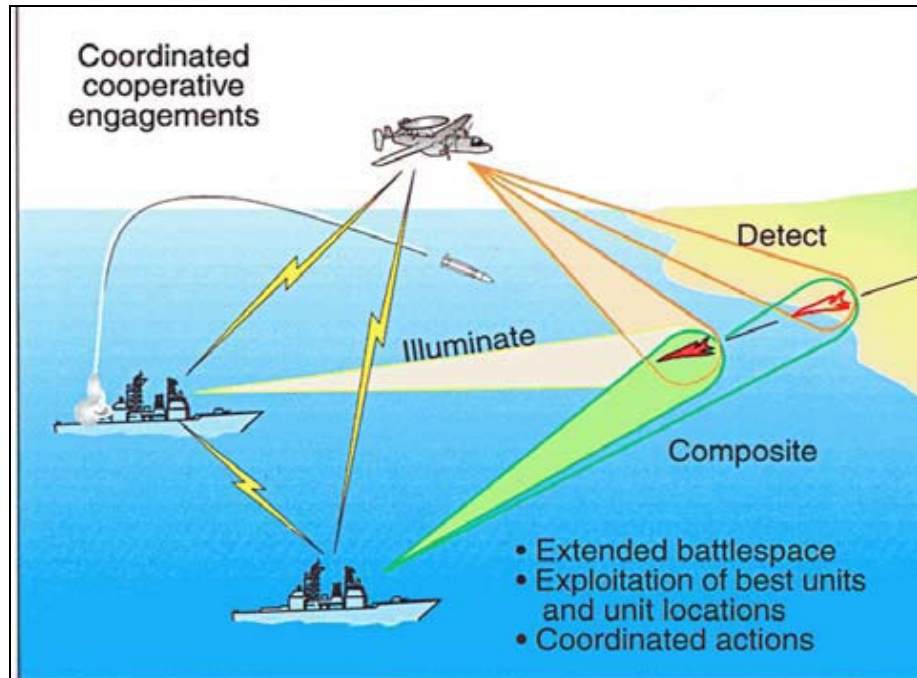 Coordinated
cooperative
engagements
Detect
Illuminate
Composite
• Extended battlespace
• Exploitation of best units
and unit locations
• Coordinated actions